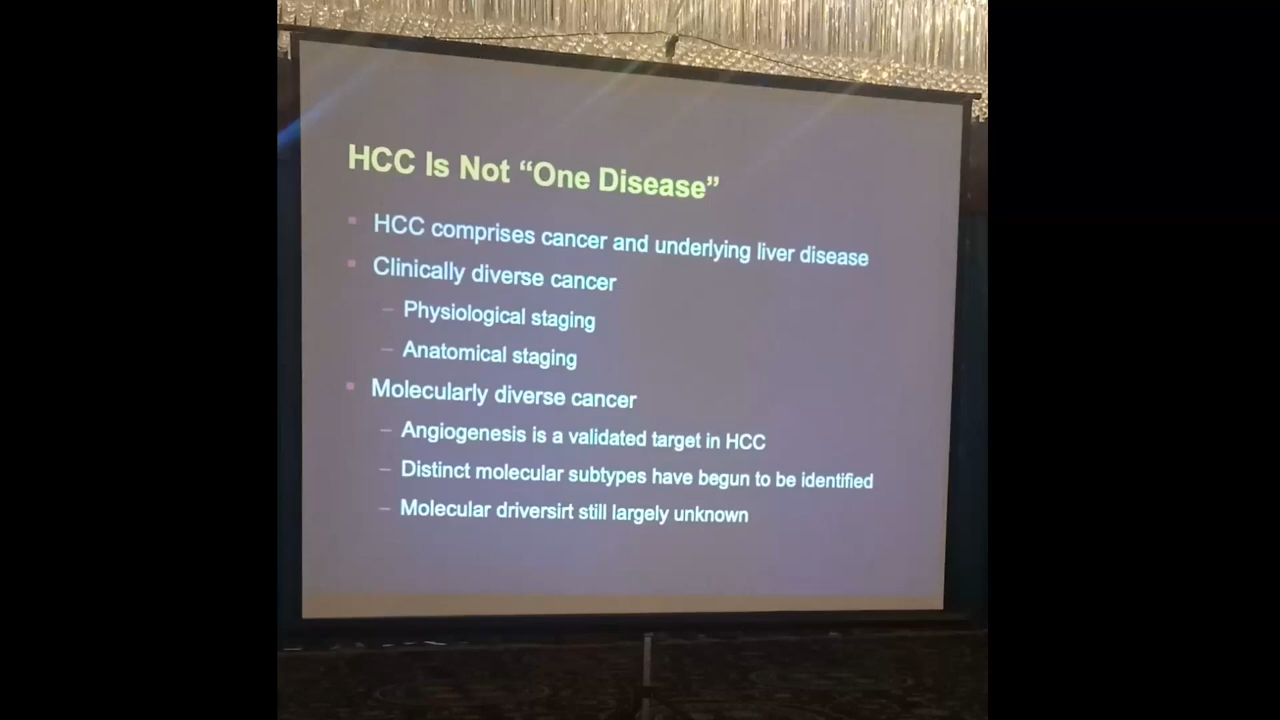 HCC Is Not “One Disease”
HCC comprises cancer and underlying liver disease
Clinically diverse cancer
– Physiological staging
– Anatomical staging
Molecularly diverse cancer
– Angiogenesis is a validated target in HCC
– Distinct molecular subtypes have begun to be identified
– Molecular driversirt still largely unknown